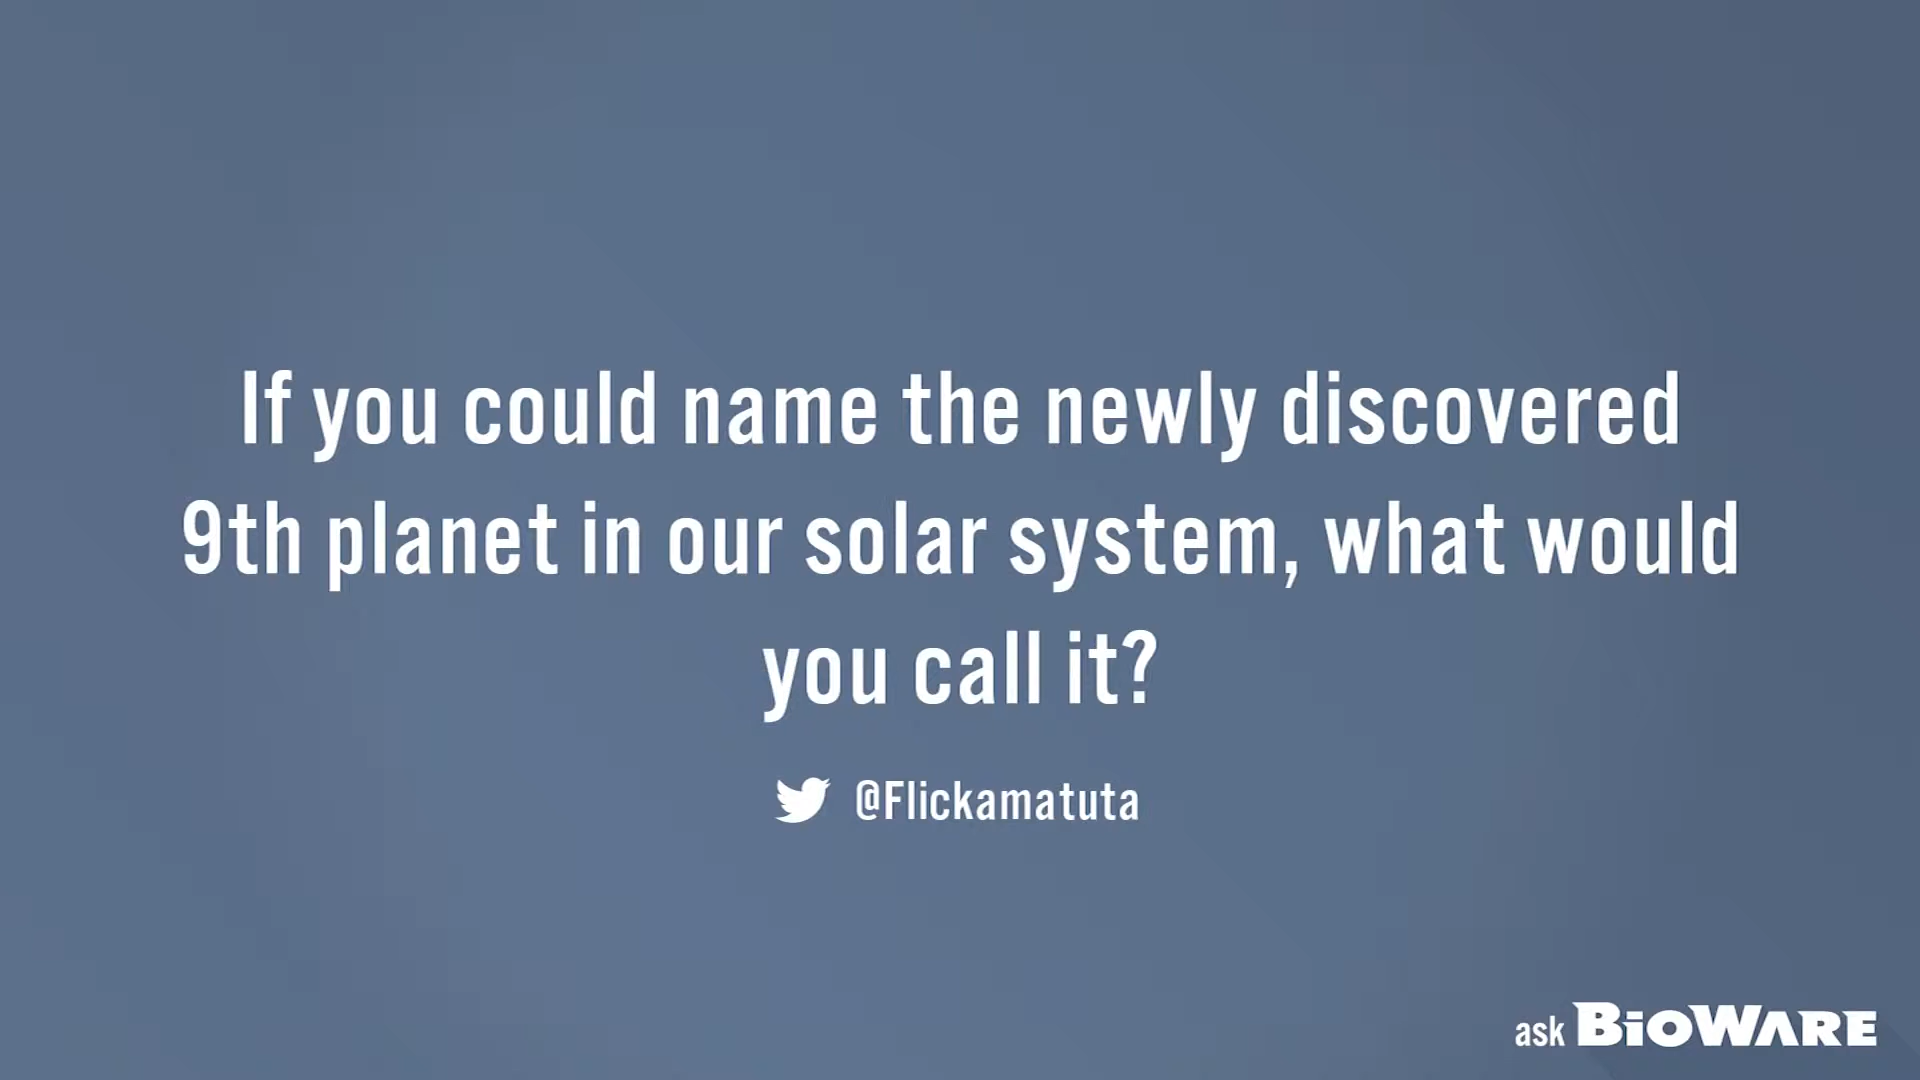 If you could name the newly discovered
9th planet in our solar system, what would
you call it?
@Flickamatuta
ask BIOWARE